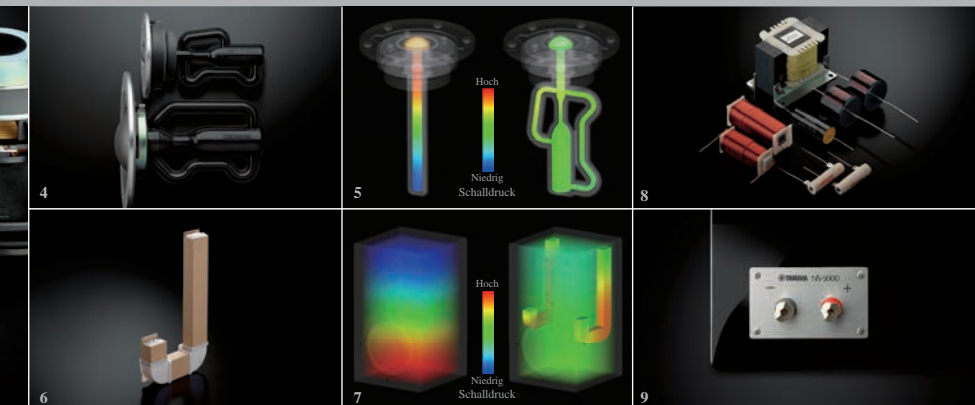 4
Hoch
Niedrig
Schalldruck
5
8
6
Hoch
Niedrig
Schalldruck
7
YAMAHA NS-5000
− +
9